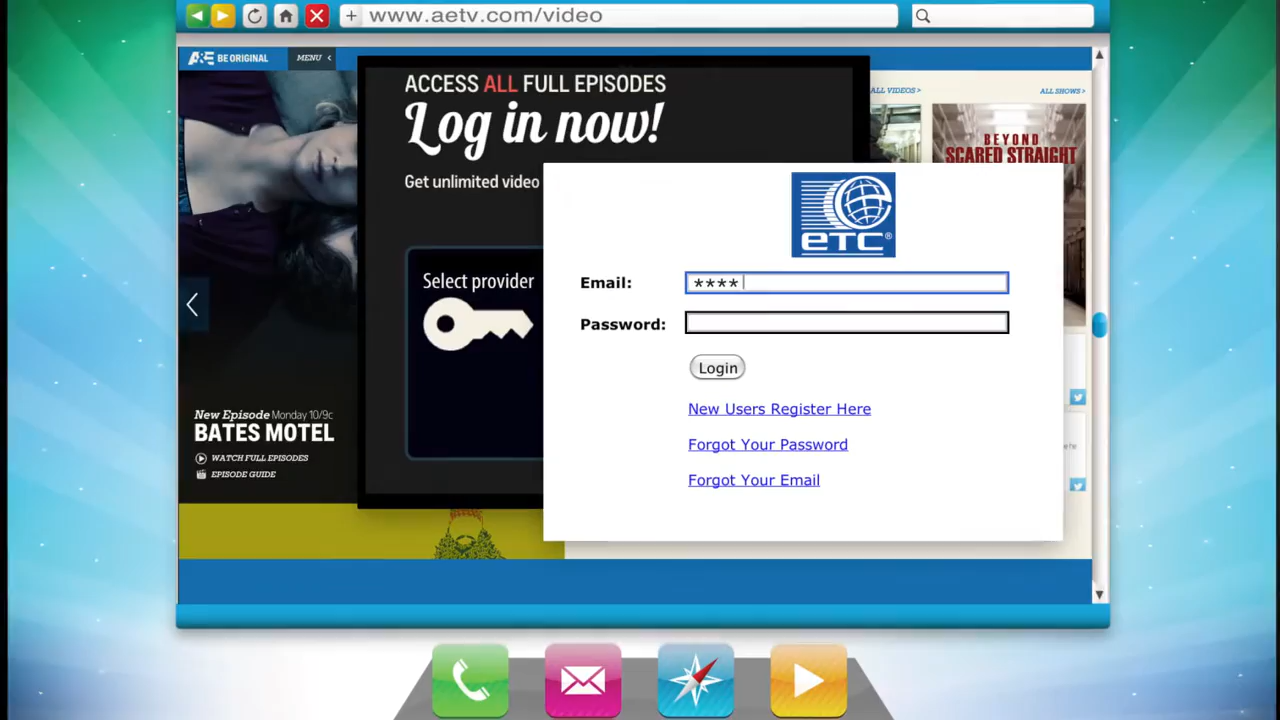 www.aetv.com/video
A&E BE ORIGINAL
MENU <
ACCESS ALL FULL EPISODES
Log in now!
Get unlimited video
Select provider
ALL VIDEOS >
ALL SHOWS >
BEYOND
SCARED STRAIGHT
eTC®
Email: ****
Password:
Login
New Users Register Here
Forgot Your Password
Forgot Your Email
New Episode Monday 10/9c
BATES MOTEL
WATCH FULL EPISODES
EPISODE GUIDE